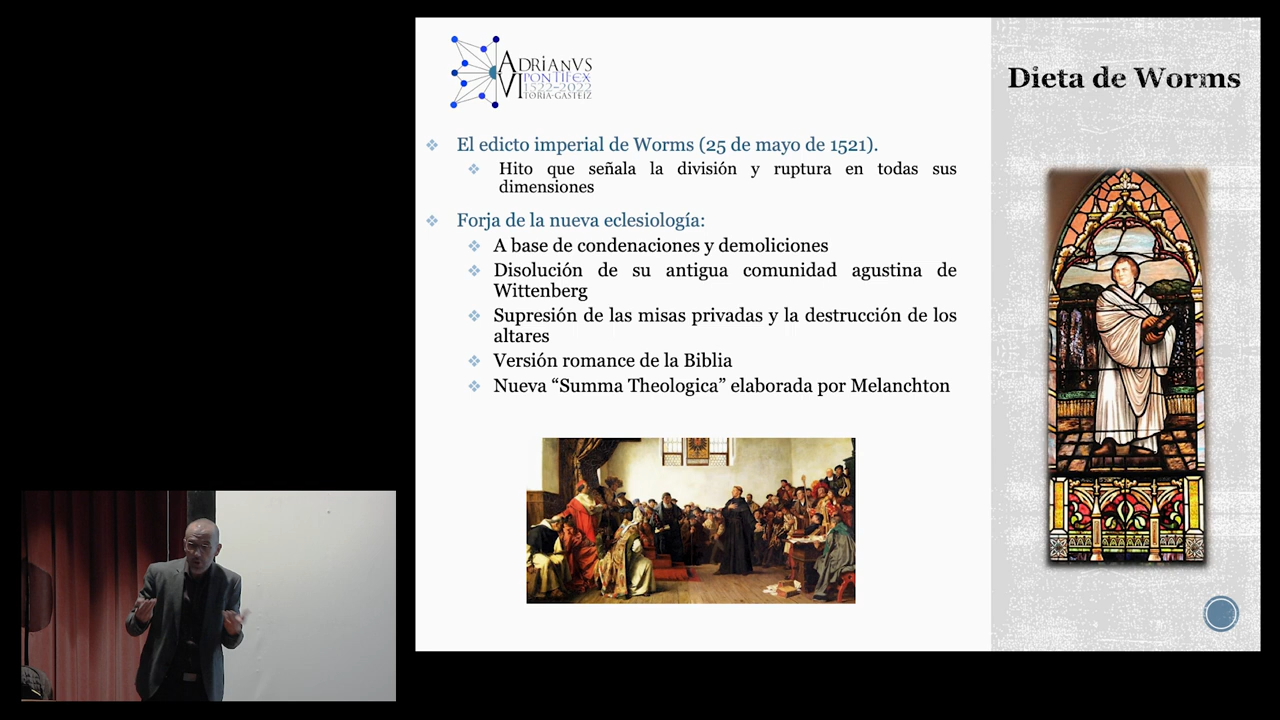 ADRIANVS
VI PONTIFEX
1522-2022
VITORIA-GASTEIZ
Dieta de Worms
El edicto imperial de Worms (25 de mayo de 1521).
Hito que señala la división y ruptura en todas sus
dimensiones
Forja de la nueva eclesiología:
A base de condenaciones y demoliciones
Disolución de su antigua comunidad agustina de
Wittenberg
Supresión de las misas privadas y la destrucción de los
altares
Versión romance de la Biblia
Nueva “Summa Theologica” elaborada por Melanchton